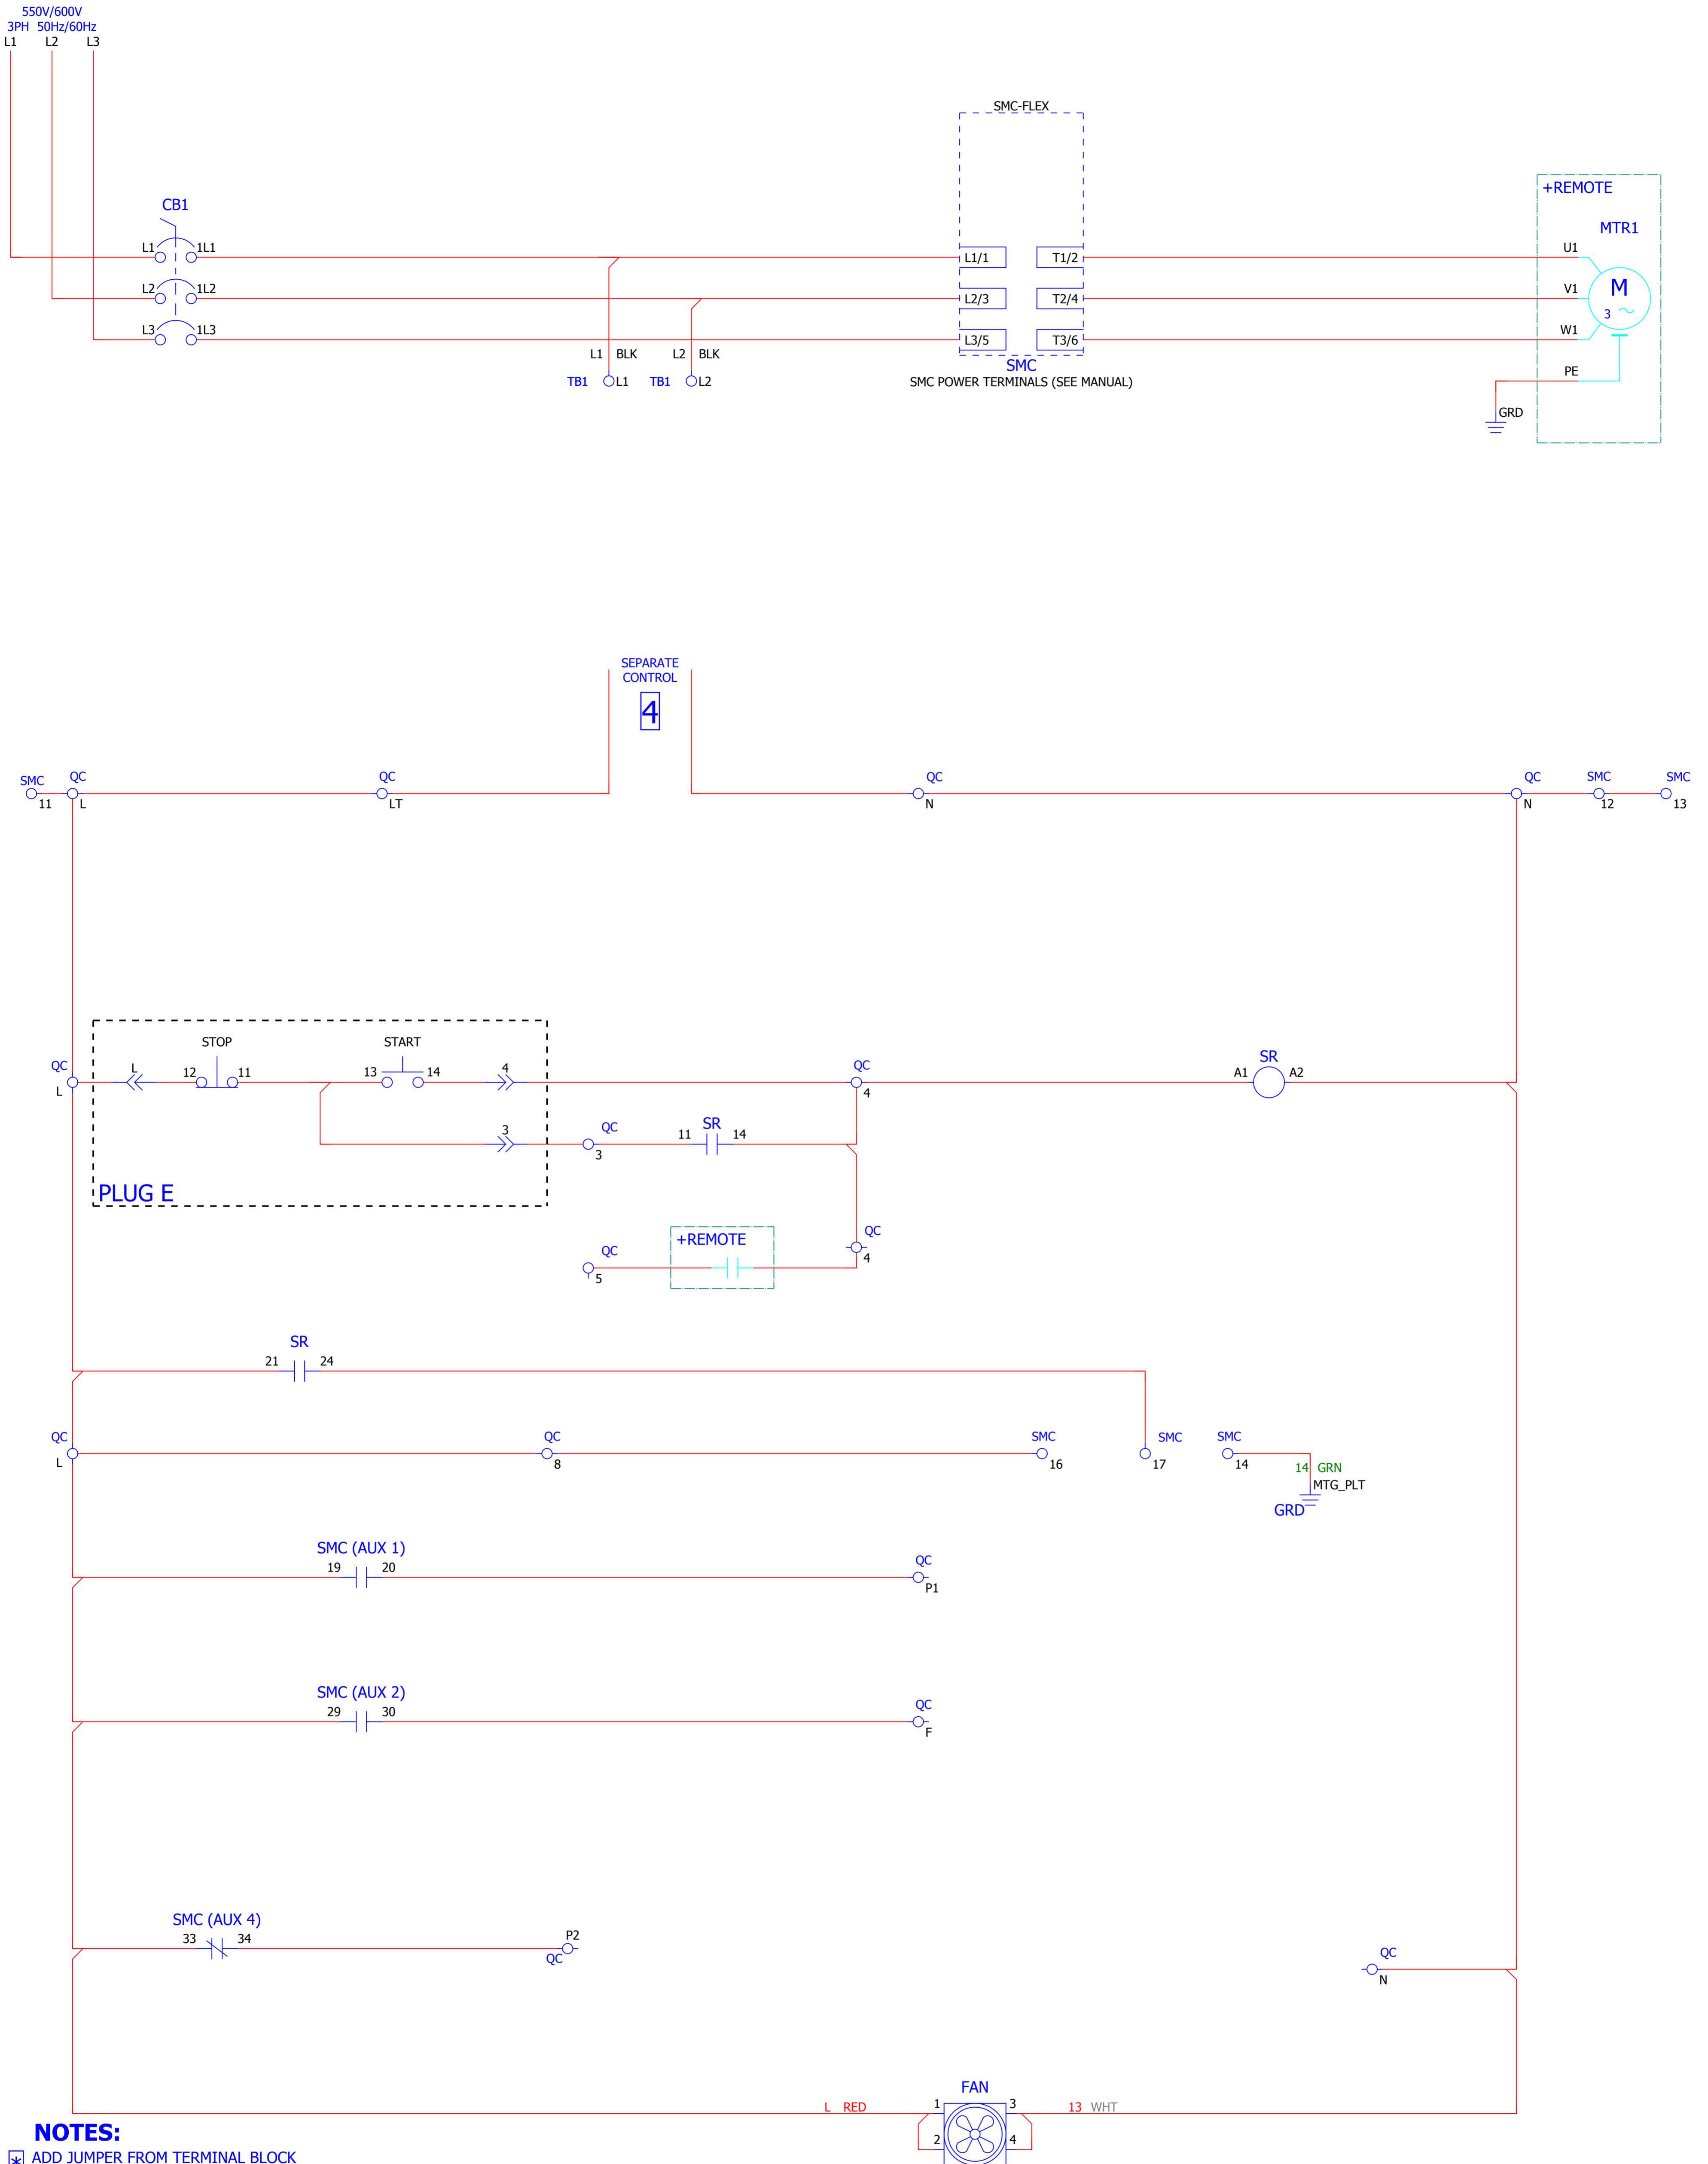 550V/600V
3PH 50Hz/60Hz
L1 L2 L3
SMC-FLEX
+REMOTE
CB1
MTR1
L1 1L1 L1/1 T1/2 U1
L2 1L2 L2/3 T2/4 V1
M
3
L3 1L3 L3/5 T3/6 W1
L1 BLK L2 BLK
SMC
PE
TB1 L1 TB1 L2
SMC POWER TERMINALS (SEE MANUAL)
GRD
SEPARATE
CONTROL
4
SMC QC QC QC QC SMC SMC
11 L LT N N 12 13
STOP START
QC L 12 11 13 14 4 QC SR
L 4 A1 A2
3 QC SR
11 14
3
PLUG E
QC +REMOTE QC
5 4
SR
21 24
QC QC SMC SMC SMC
L 8 16 17 14
14 GRN
MTG_PLT
GRD
SMC (AUX 1)
19 20 QC
P1
SMC (AUX 2)
29 30 QC
F
SMC (AUX 4)
33 34 P2
QC
QC
N
FAN
L RED 1 3 13 WHT
2 4
NOTES:
* ADD JUMPER FROM TERMINAL BLOCK